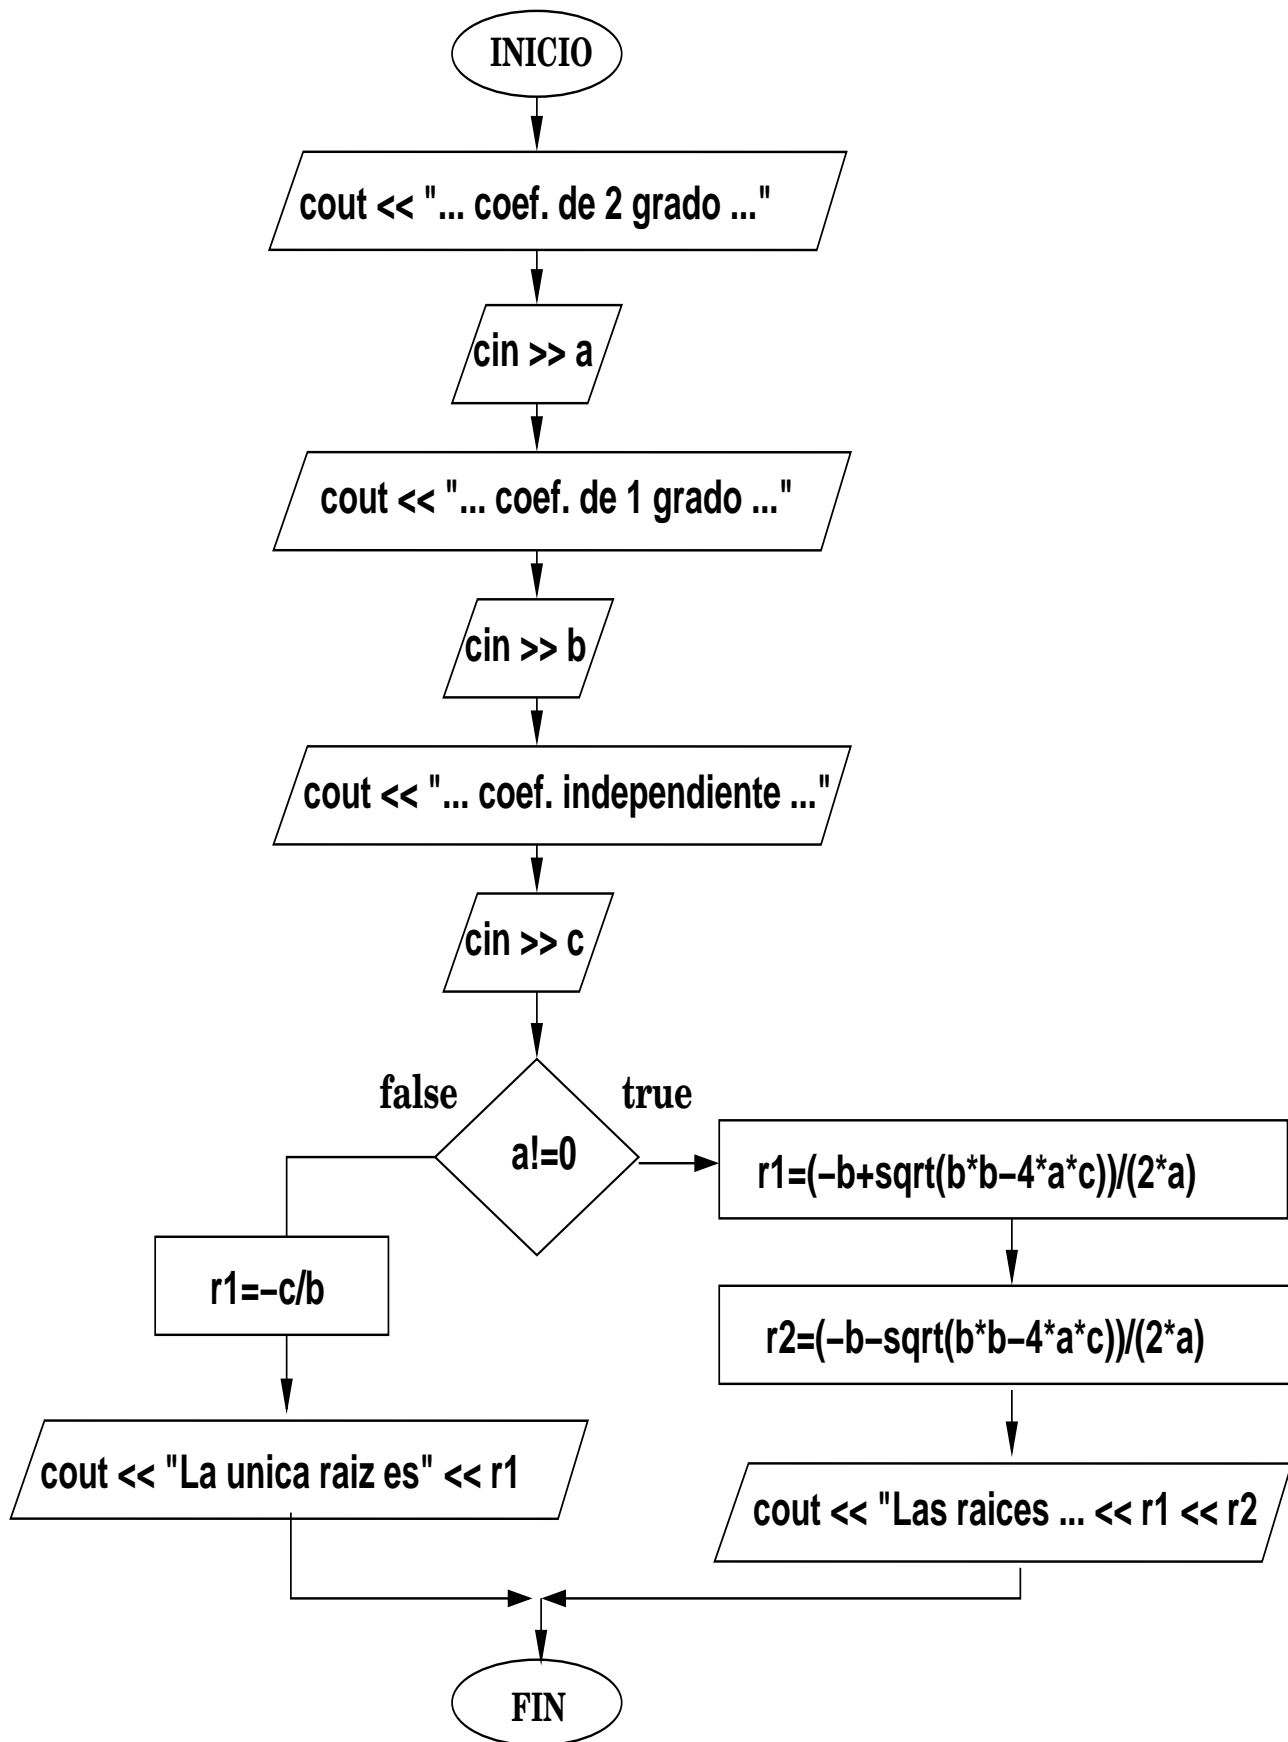 INICIO
cout << "... coef. de 2 grado ..."
cin >> a
cout << "... coef. de 1 grado ..."
cin >> b
cout << "... coef. independiente ..."
cin >> c
false
true
a!=0
r1=(–b+sqrt(b*b–4*a*c))/(2*a)
r1=–c/b
r2=(–b–sqrt(b*b–4*a*c))/(2*a)
cout << "La unica raiz es" << r1
cout << "Las raices ... << r1 << r2
FIN